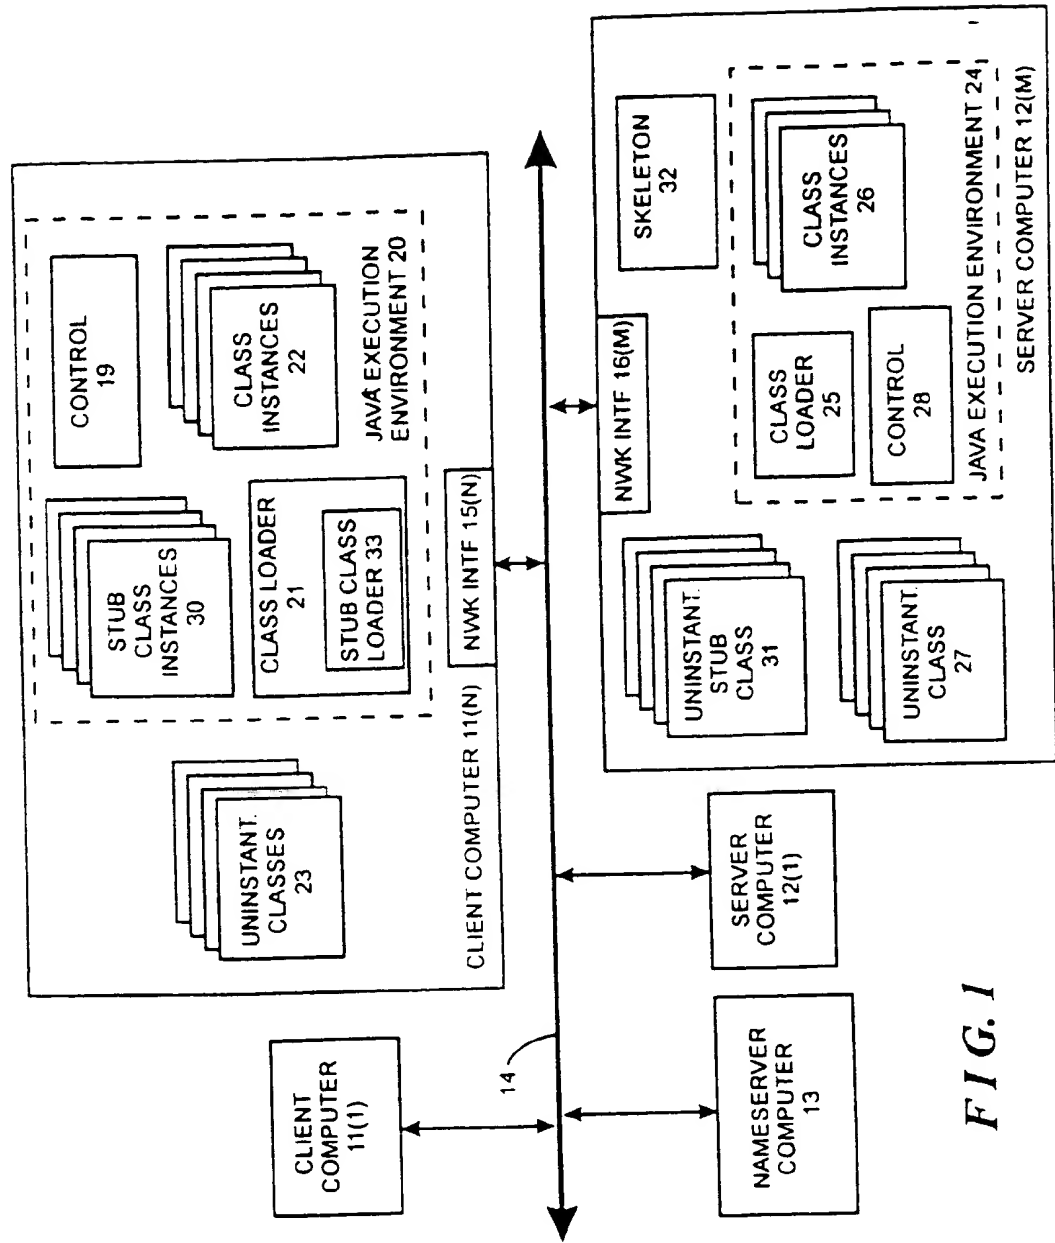 CLIENT
COMPUTER
11(1)
UNINSTANT.
CLASSES
23
STUB
CLASS
INSTANCES
30
CONTROL
19
CLASS LOADER
21
STUB CLASS
LOADER 33
CLASS
INSTANCES
22
JAVA EXECUTION
ENVIRONMENT 20
CLIENT COMPUTER 11(N)
NWK INTF 15(N)
14
NAMESERVER
COMPUTER
13
SERVER
COMPUTER
12(1)
NWK INTF 16(M)
UNINSTANT.
STUB
CLASS
31
SKELETON
32
CLASS
LOADER
25
CLASS
INSTANCES
26
UNINSTANT.
CLASS
27
CONTROL
28
JAVA EXECUTION ENVIRONMENT 24
SERVER COMPUTER 12(M)
FIG. 1